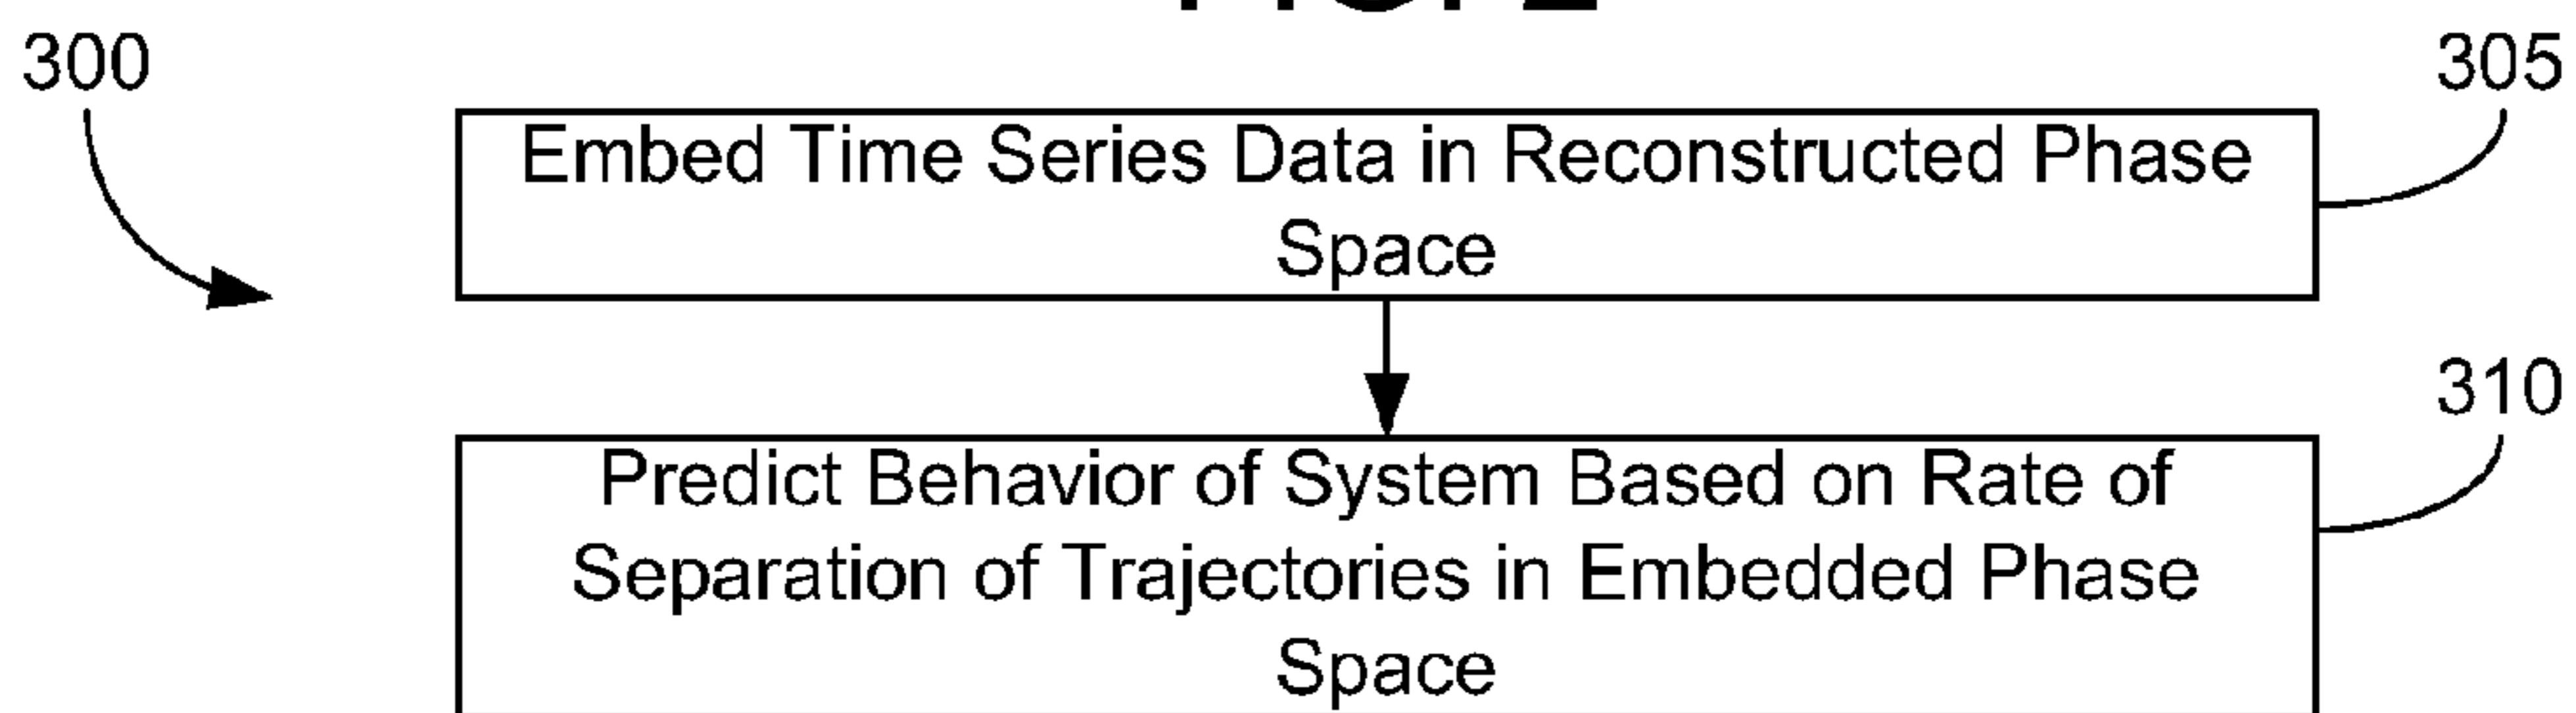 300
305
Embed Time Series Data in Reconstructed Phase
Space
310
Predict Behavior of System Based on Rate of
Separation of Trajectories in Embedded Phase
Space